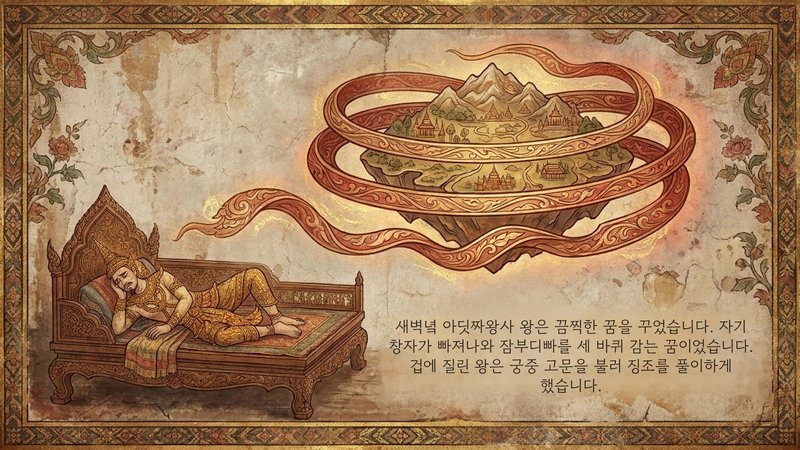 새벽녘 아딧짜왕사 왕은 끔찍한 꿈을 꾸었습니다. 자기
창자가 빠져나와 잠부디빠를 세 바퀴 감는 꿈이었습니다.
겁에 질린 왕은 궁중 고문을 불러 징조를 풀이하게
했습니다.